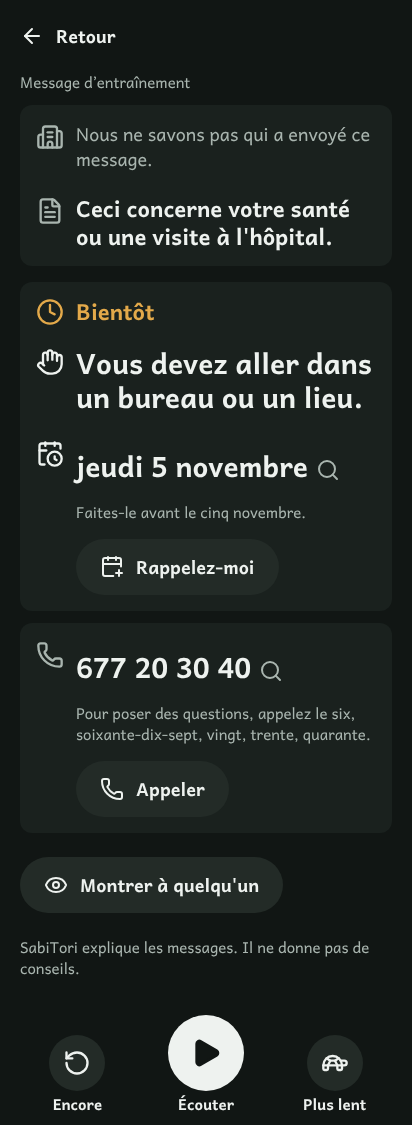 Retour
Message d’entraînement
Nous ne savons pas qui a envoyé ce
message.
Ceci concerne votre santé
ou une visite à l'hôpital.
Bientôt
Vous devez aller dans
un bureau ou un lieu.
jeudi 5 novembre
Faites-le avant le cinq novembre.
Rappelez-moi
677 20 30 40
Pour poser des questions, appelez le six,
soixante-dix-sept, vingt, trente, quarante.
Appeler
Montrer à quelqu'un
SabiTori explique les messages. Il ne donne pas de
conseils.
Encore
Écouter
Plus lent